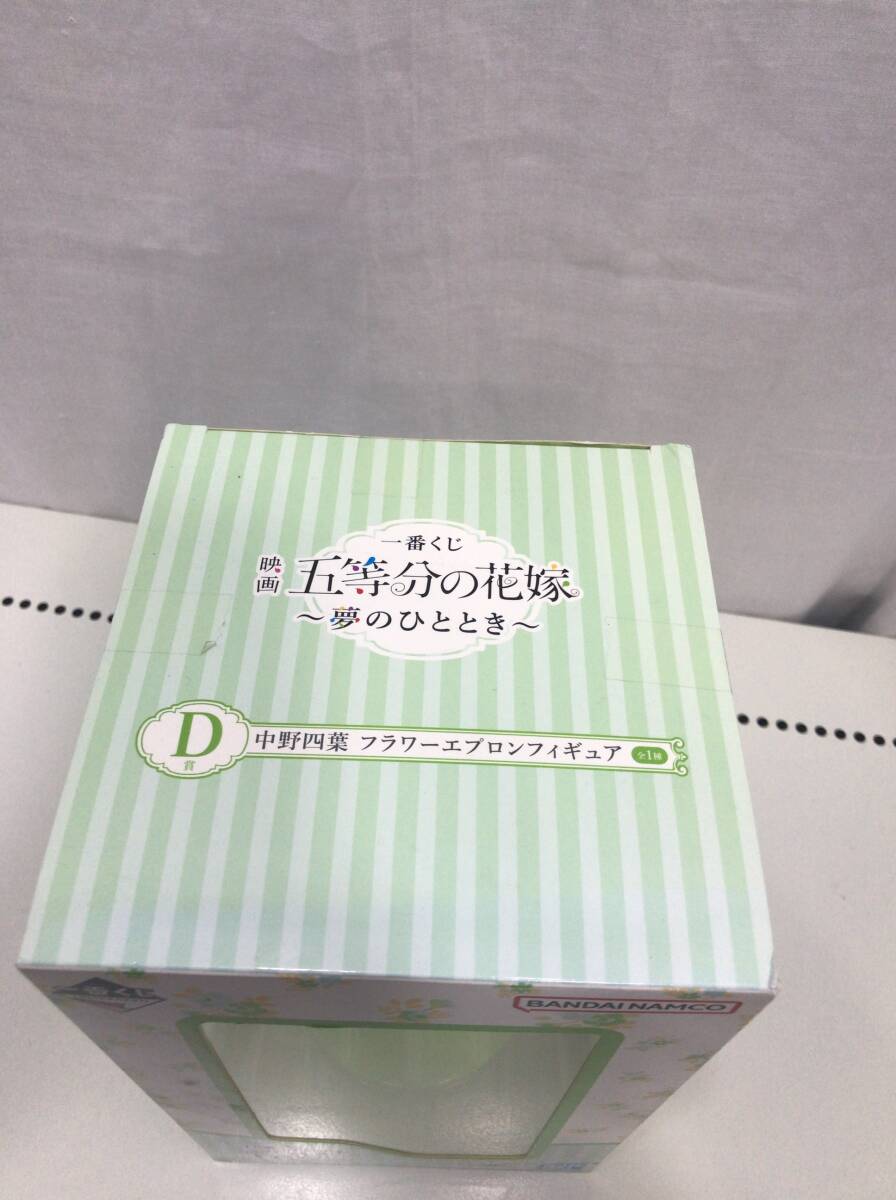 一番くじ
映画 五等分の花嫁
～夢のひととき～
D賞 中野四葉 フラワーエプロンフィギュア 全1種
BANDAI NAMCO